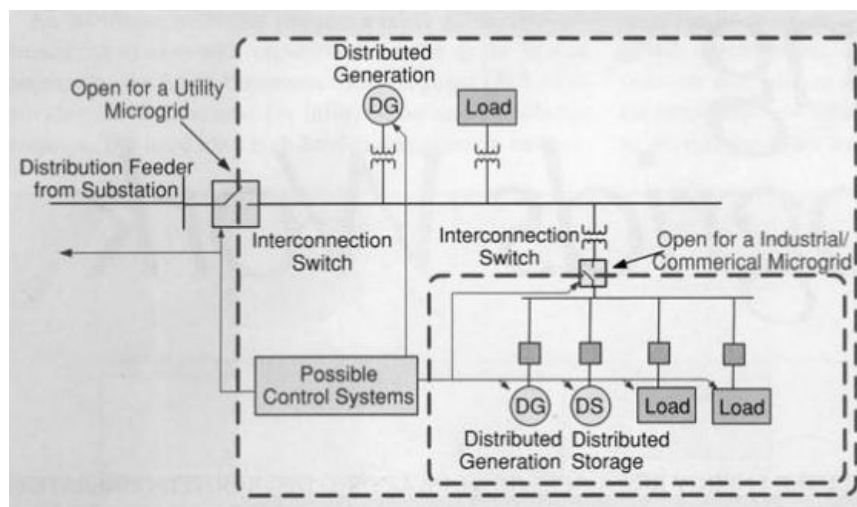 Distributed
Generation
Open for a Utility
Microgrid
DG
Load
Distribution Feeder
from Substation
Interconnection
Switch
Interconnection
Switch
Open for a Industrial/
Commerical Microgrid
Possible
Control Systems
DG
DS
Load
Load
Distributed
Generation
Distributed
Storage